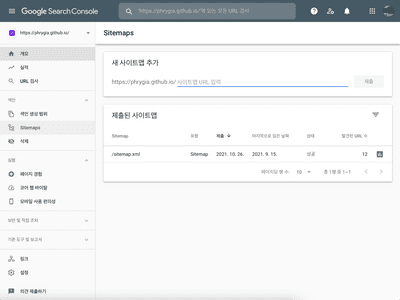 Google Search Console
"https://phrygia.github.io/"에 있는 모든 URL 검사
https://phrygia.github.io/
Sitemaps
개요
실적
URL 검사
색인
색인 생성 범위
Sitemaps
삭제
실험
페이지 경험
코어 웹 바이탈
모바일 사용 편의성
보안 및 직접 조치
기존 도구 및 보고서
링크
설정
의견 제출하기
새 사이트맵 추가
https://phrygia.github.io/ 사이트맵 URL 입력
제출
제출된 사이트맵
Sitemap 유형 제출 마지막으로 읽은 날짜 상태 발견된 URL 수
/sitemap.xml Sitemap 2021. 10. 26. 2021. 9. 15. 성공 12
페이지당 행 수: 10 총 1행 중 1~1